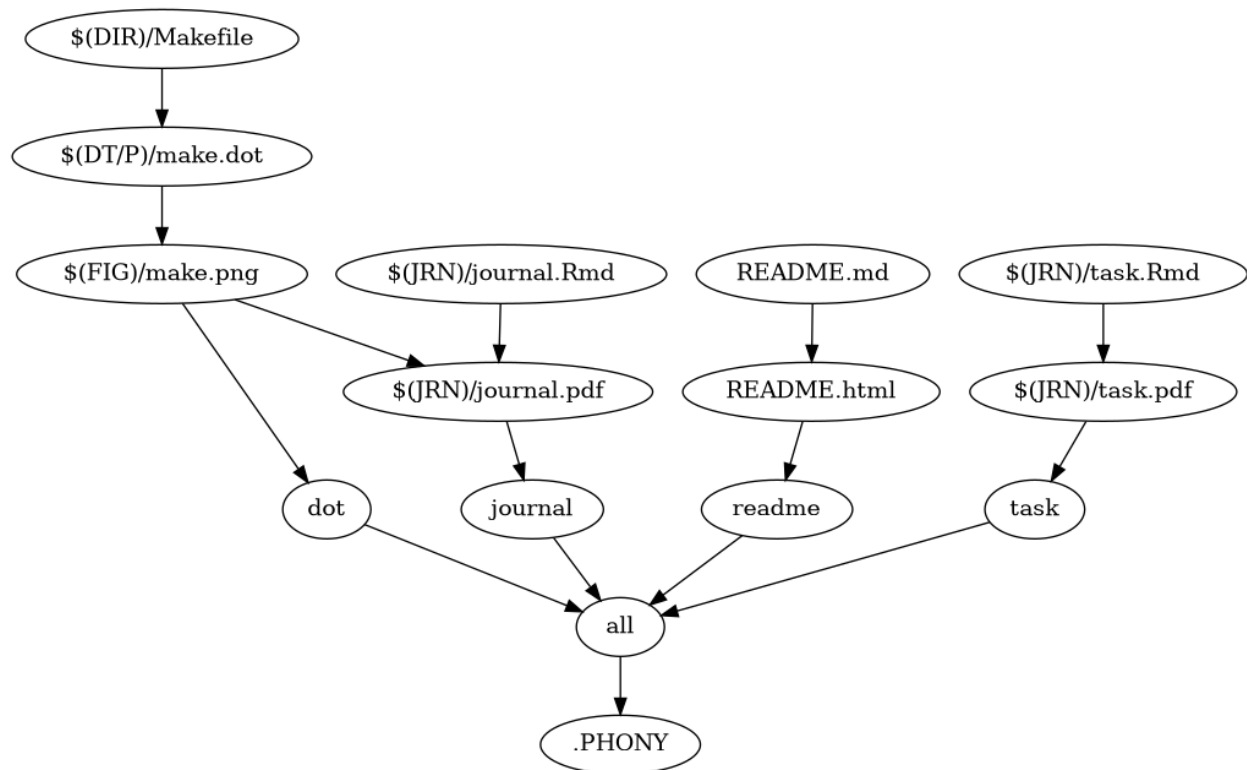 $(DIR)/Makefile
$(DT/P)/make.dot
$(FIG)/make.png
$(JRN)/journal.Rmd
README.md
$(JRN)/task.Rmd
$(JRN)/journal.pdf
README.html
$(JRN)/task.pdf
dot
journal
readme
task
all
.PHONY